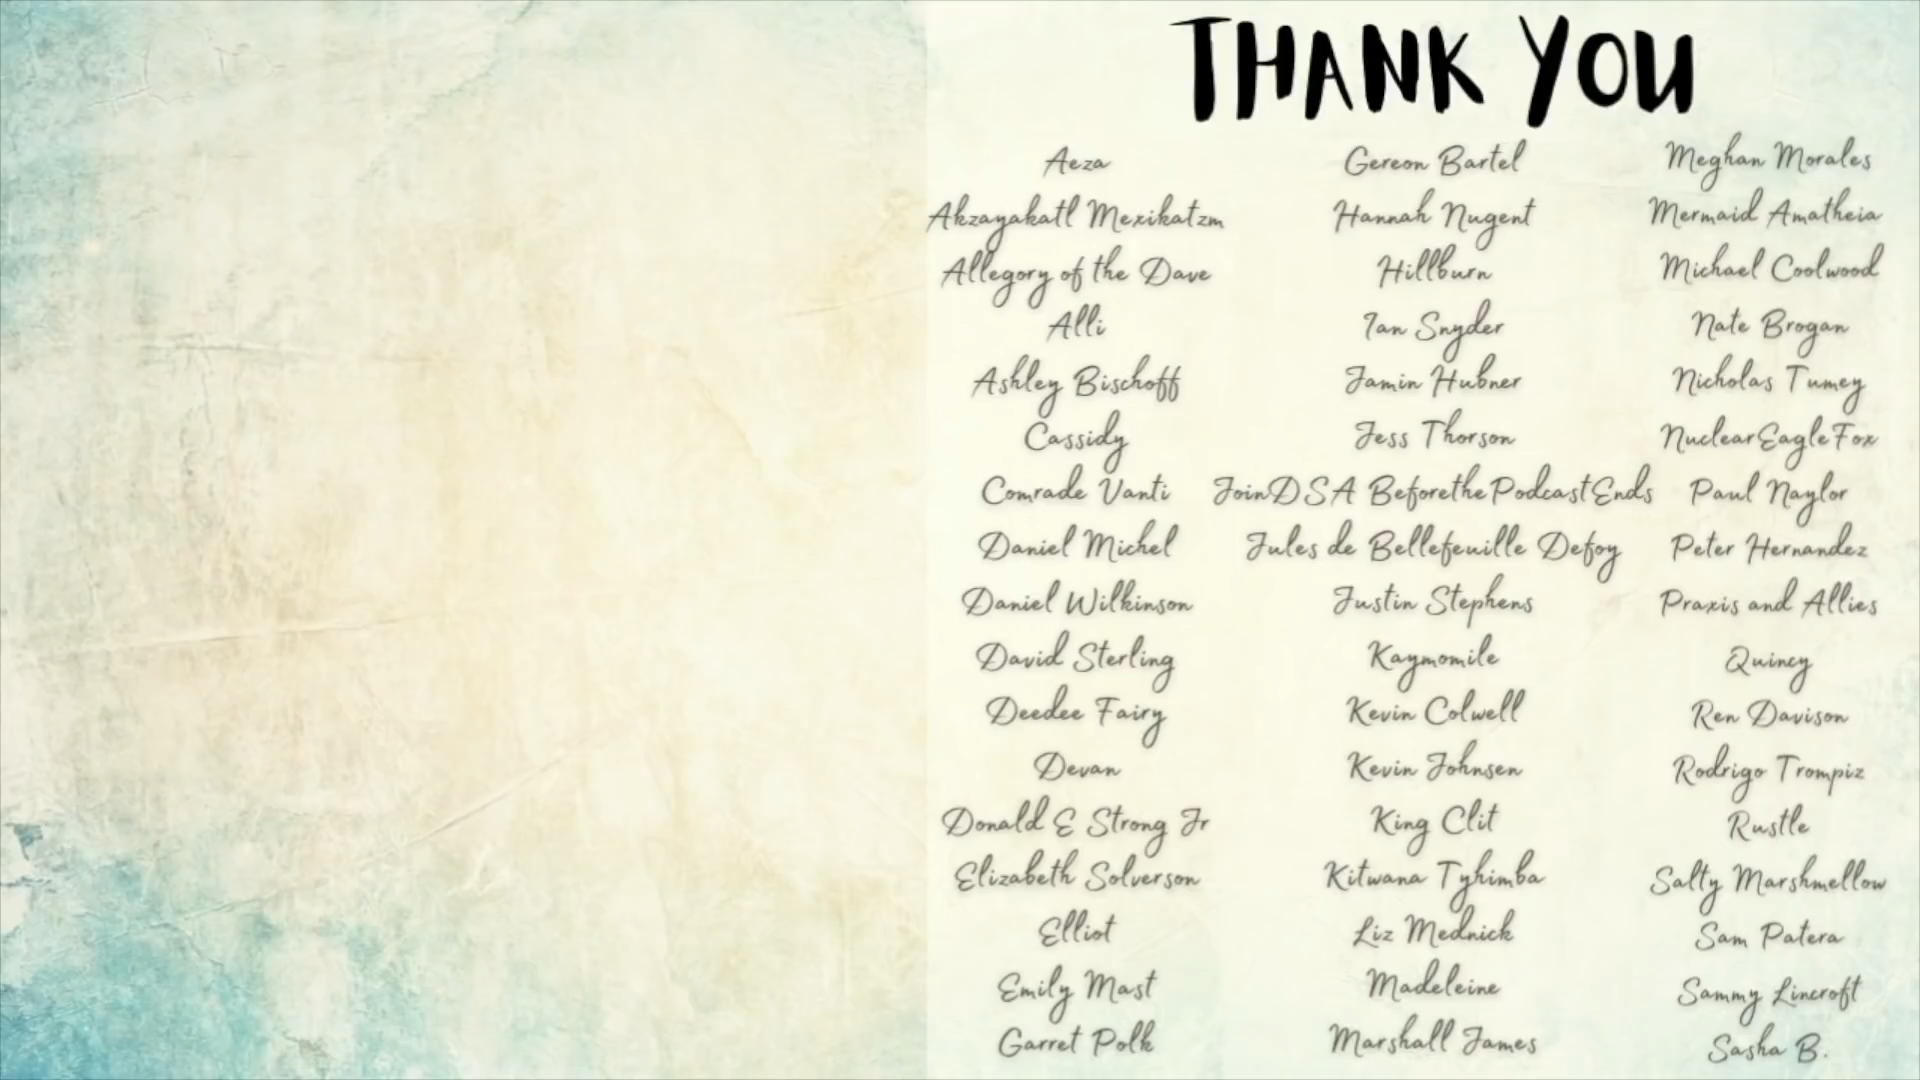 THANK YOU
Aeza
Akzayakatl Mexikatzm
Allegory of the Dave
Alli
Ashley Bischoff
Cassidy
Comrade Vanti
Daniel Michel
Daniel Wilkinson
David Sterling
Deedee Fairy
Devan
Donald E Strong Jr
Elizabeth Solverson
Elliot
Emily Mast
Garret Polk
Gereon Bartel
Hannah Nugent
Hillburn
Ian Snyder
Jamin Hubner
Jess Thorson
JoinDSA BeforethePodcastEnds
Jules de Bellefeuille Defoy
Justin Stephens
Kaymomile
Kevin Colwell
Kevin Johnsen
King Clit
Kitwana Tyhimba
Liz Mednick
Madeleine
Marshall James
Meghan Morales
Mermaid Amatheia
Michael Coolwood
Nate Brogan
Nicholas Tumey
NuclearEagleFox
Paul Naylor
Peter Hernandez
Praxis and Allies
Quincy
Ren Davison
Rodrigo Trompiz
Rustle
Salty Marshmellow
Sam Patera
Sammy Lincroft
Sasha B.